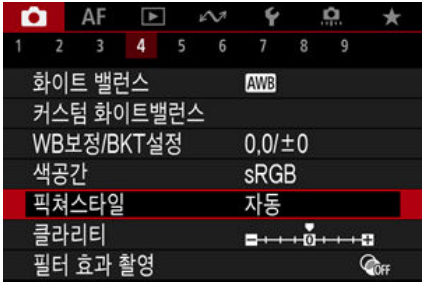 AF
1 2 3 4 5 6 7 8 9
화이트 밸런스 AWB
커스텀 화이트밸런스
WB보정/BKT설정 0,0/±0
색공간 sRGB
픽쳐스타일 자동
클라리티 0
필터 효과 촬영 OFF